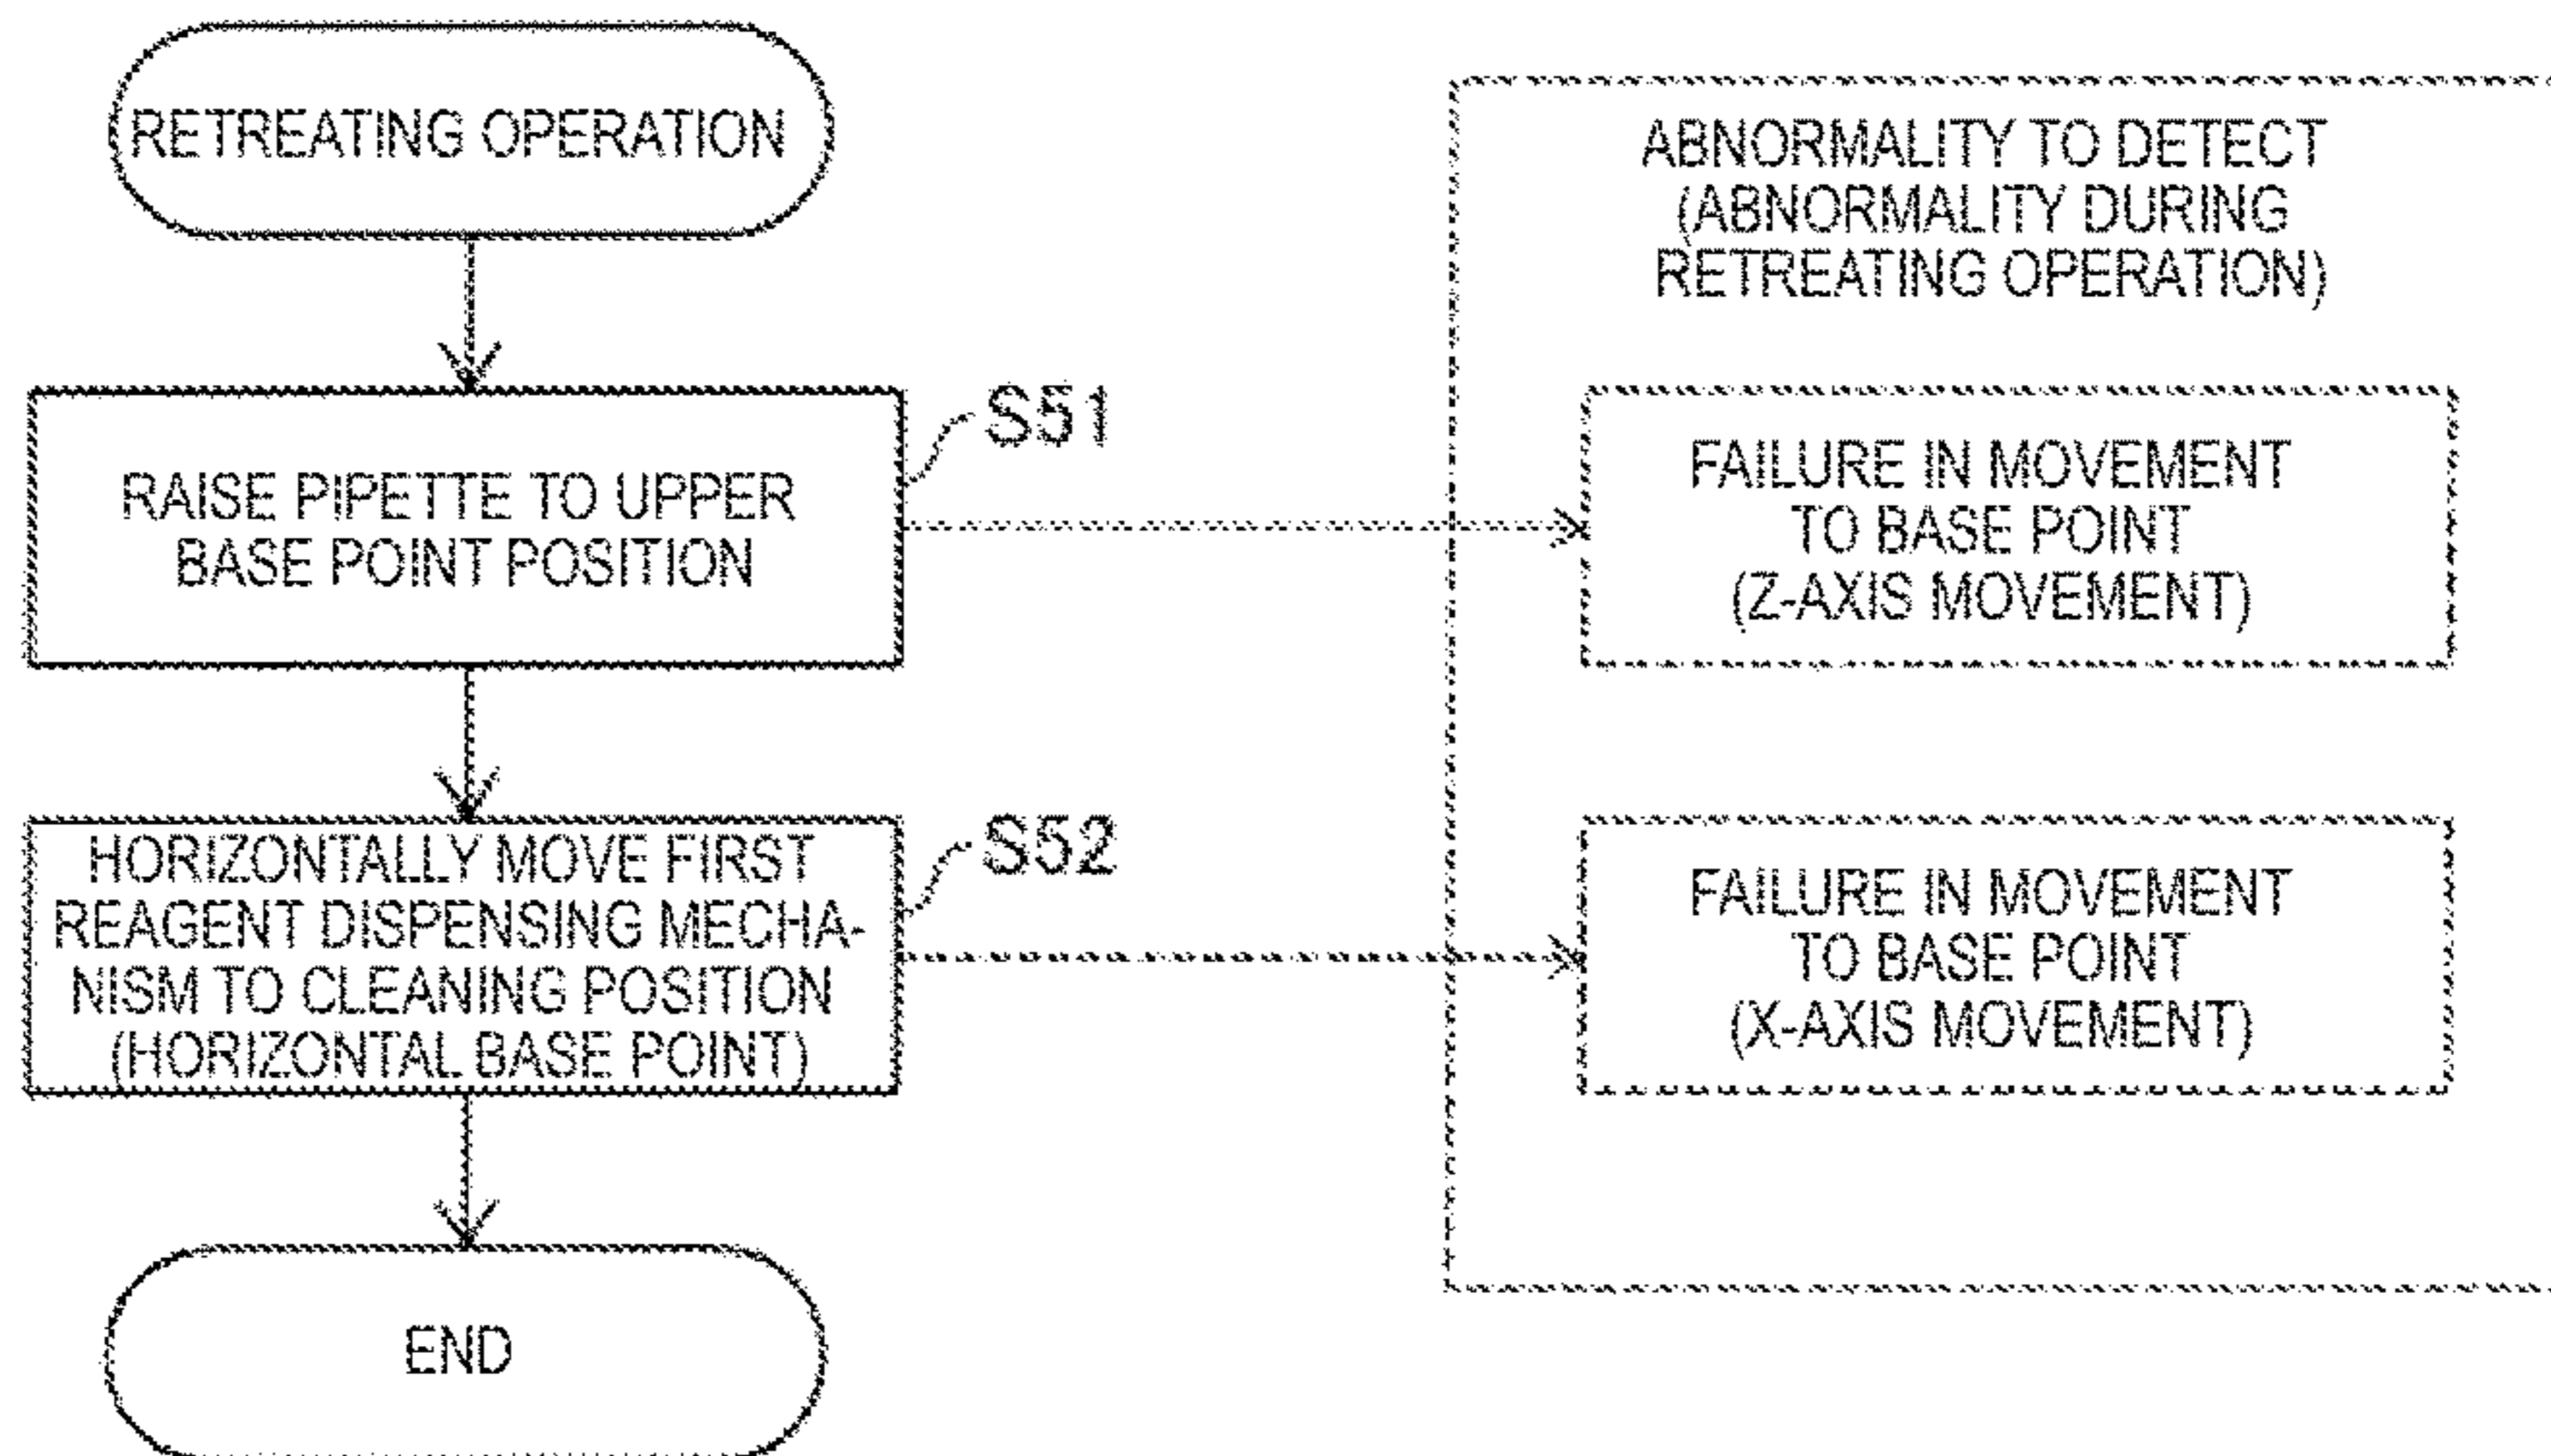 RETREATING OPERATION
ABNORMALITY TO DETECT
(ABNORMALITY DURING
RETREATING OPERATION)
S51
RAISE PIPETTE TO UPPER
BASE POINT POSITION
FAILURE IN MOVEMENT
TO BASE POINT
(Z-AXIS MOVEMENT)
S52
HORIZONTALLY MOVE FIRST
REAGENT DISPENSING MECHA-
NISM TO CLEANING POSITION
(HORIZONTAL BASE POINT)
FAILURE IN MOVEMENT
TO BASE POINT
(X-AXIS MOVEMENT)
END